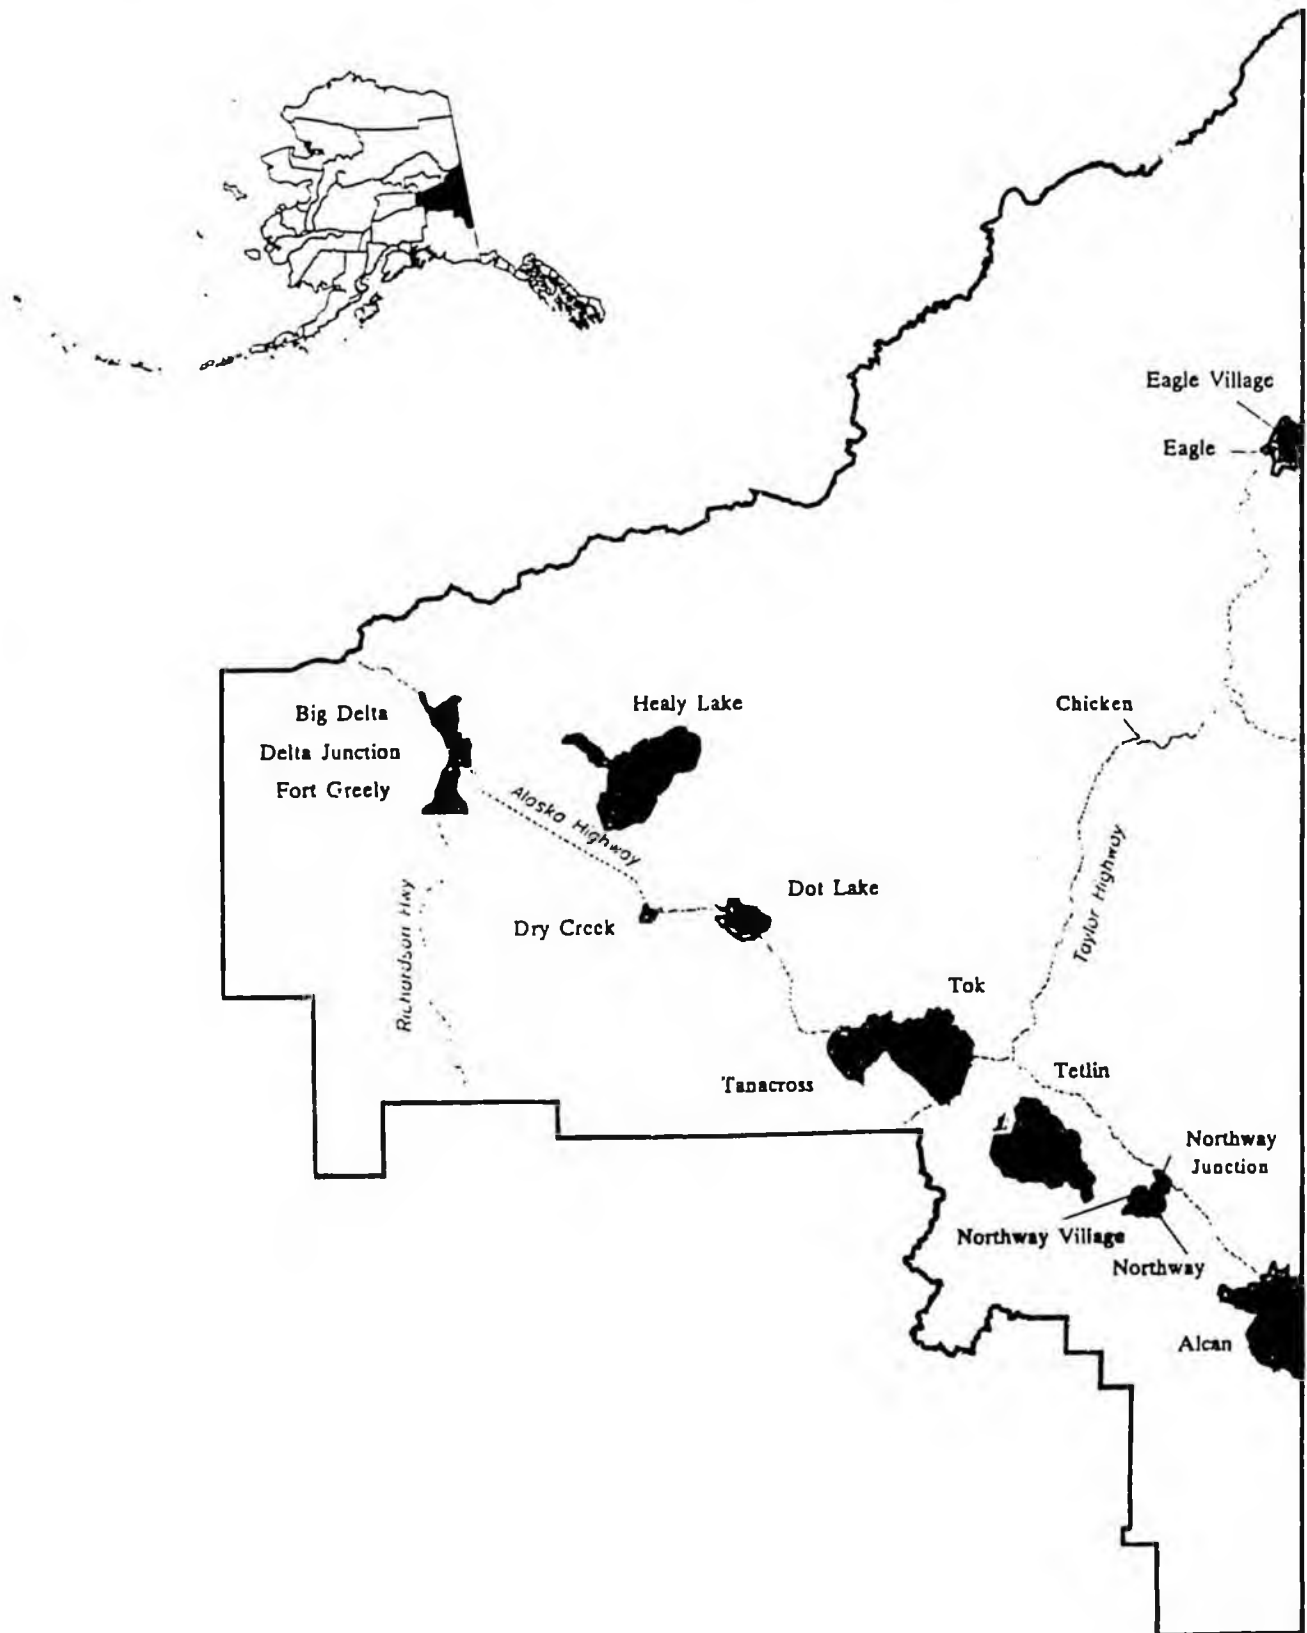 Eagle Village
Eagle
Healy Lake
Chicken
Big Delta
Delta Junction
Fort Greely
Alaska Highway
Taylor Highway
Richardson Hwy
Dot Lake
Dry Creek
Tok
Tanacross
Tetlin
Northway
Junction
Northway Village
Northway
Alcan